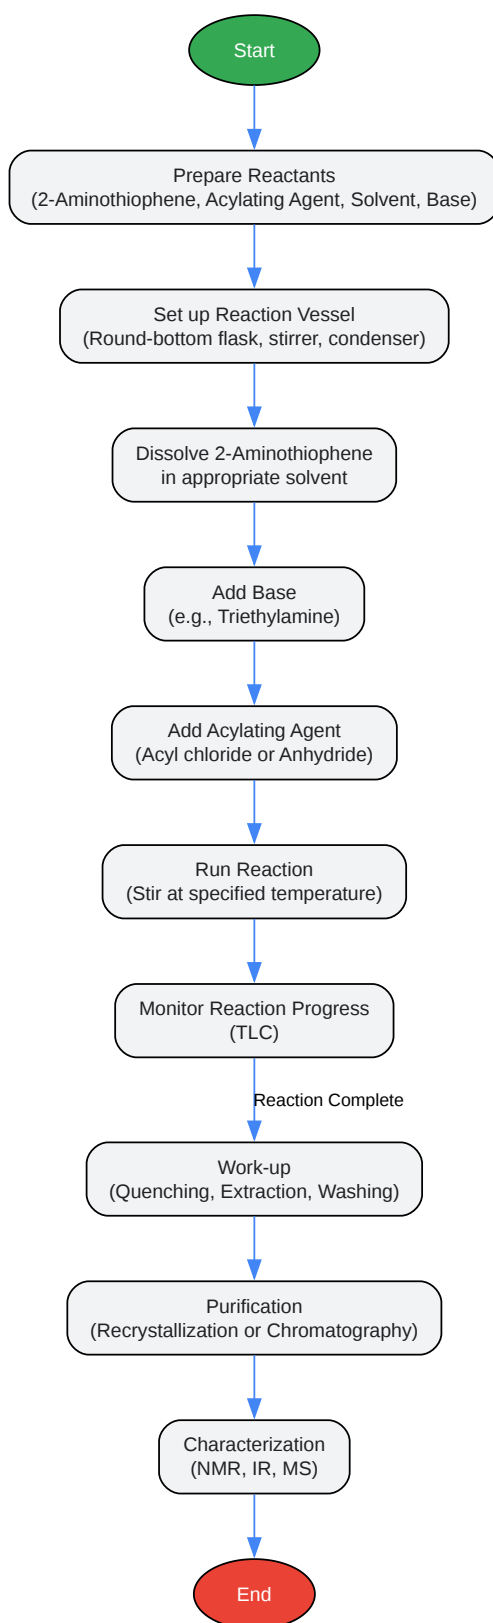 Start
Prepare Reactants
(2-Aminothiophene, Acylating Agent, Solvent, Base)
Set up Reaction Vessel
(Round-bottom flask, stirrer, condenser)
Dissolve 2-Aminothiophene
in appropriate solvent
Add Base
(e.g., Triethylamine)
Add Acylating Agent
(Acyl chloride or Anhydride)
Run Reaction
(Stir at specified temperature)
Monitor Reaction Progress
(TLC)
Reaction Complete
Work-up
(Quenching, Extraction, Washing)
Purification
(Recrystallization or Chromatography)
Characterization
(NMR, IR, MS)
End